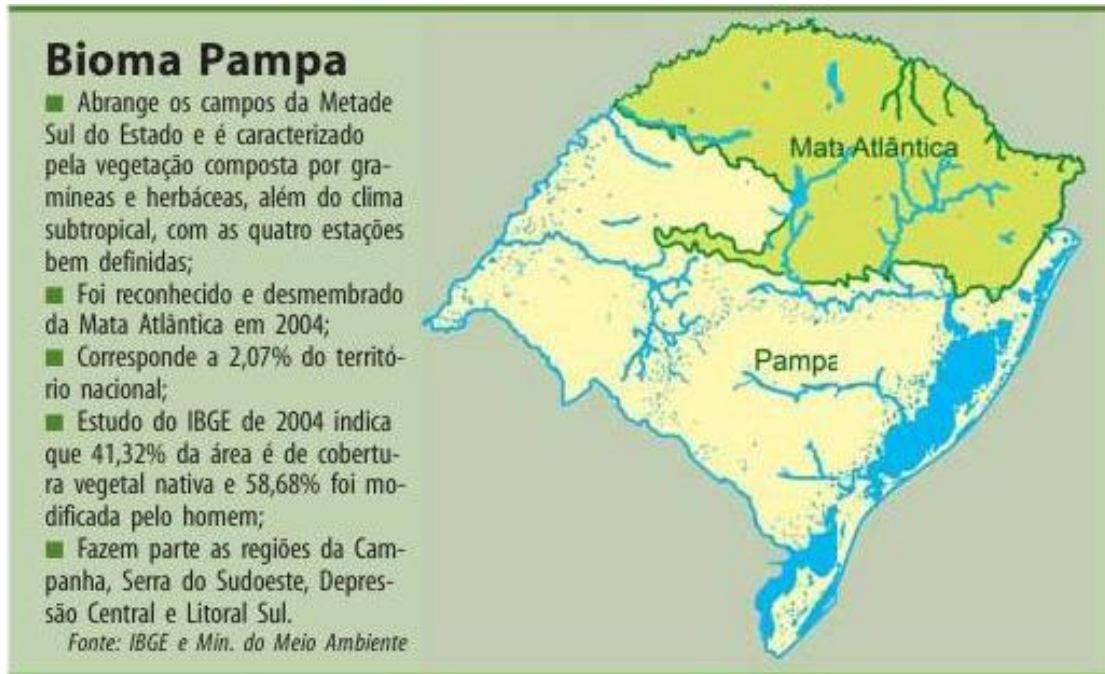 Bioma Pampa
■ Abrange os campos da Metade
Sul do Estado e é caracterizado
pela vegetação composta por gra-
míneas e herbáceas, além do clima
subtropical, com as quatro estações
bem definidas;
■ Foi reconhecido e desmembrado
da Mata Atlântica em 2004;
■ Corresponde a 2,07% do territó-
rio nacional;
■ Estudo do IBGE de 2004 indica
que 41,32% da área é de cobertu-
ra vegetal nativa e 58,68% foi mo-
dificada pelo homem;
■ Fazem parte as regiões da Cam-
panha, Serra do Sudoeste, Depres-
são Central e Litoral Sul.
Fonte: IBGE e Min. do Meio Ambiente
Mata Atlântica
Pampa